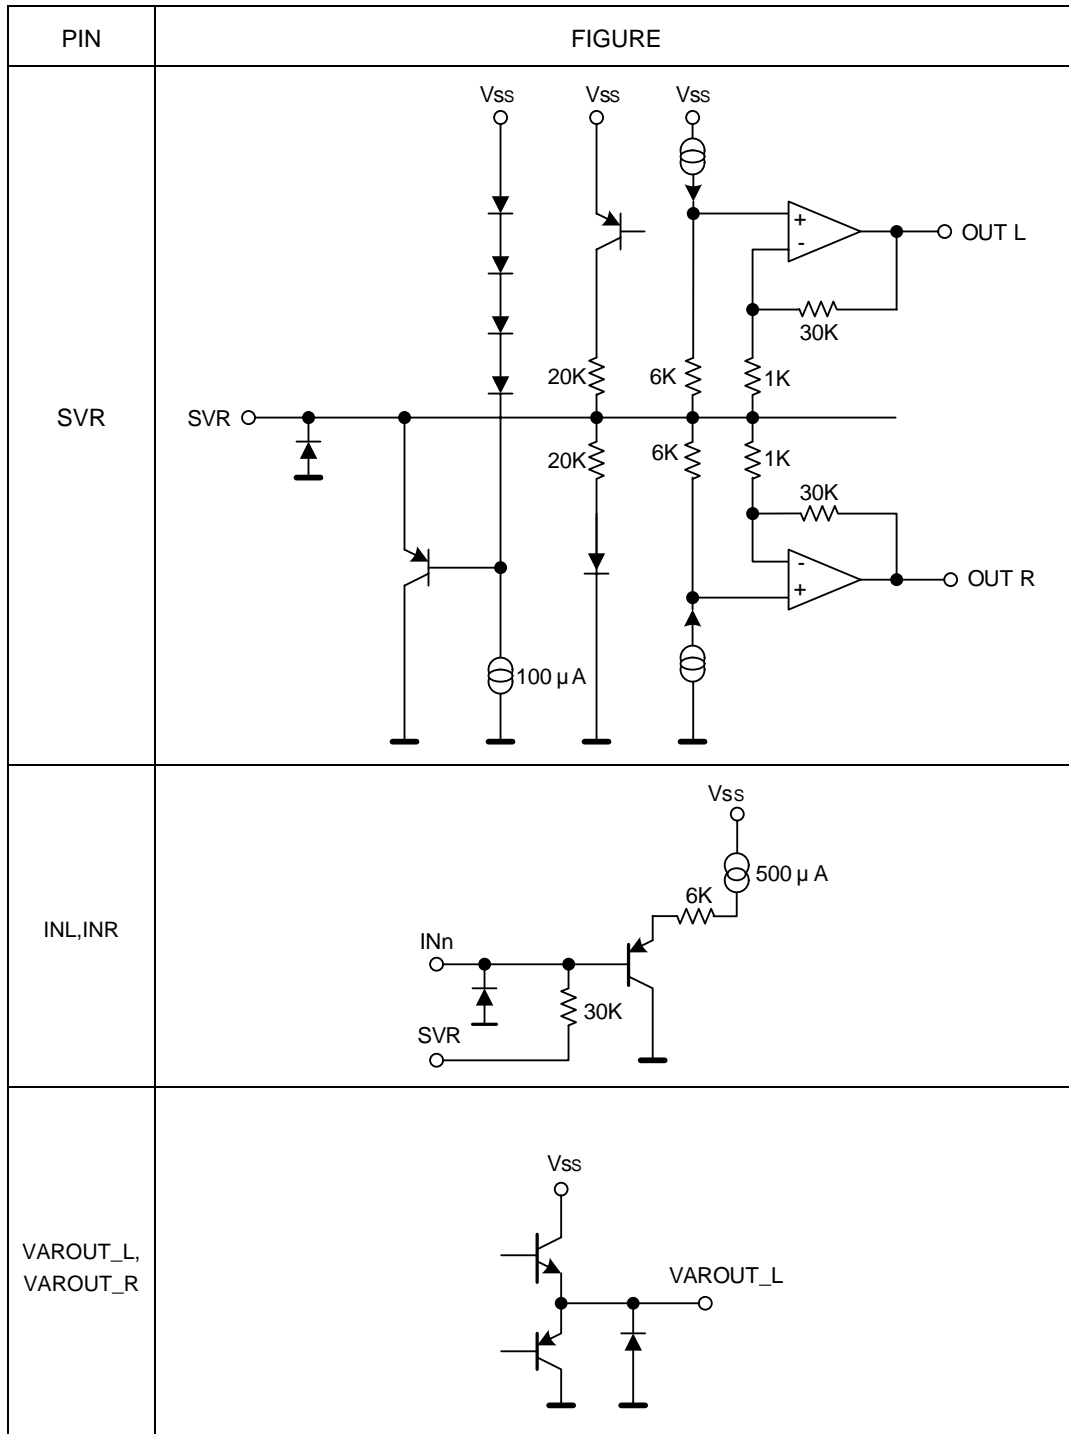 PIN FIGURE
Vss Vss Vss
+
-
OUT L
30K
20K 6K 1K
SVR
SVR
20K 6K 1K
30K
-
+
OUT R
100 µ A
Vss
500 µ A
6K
INL,INR
INn
30K
SVR
Vss
VAROUT_L,
VAROUT_R
VAROUT_L